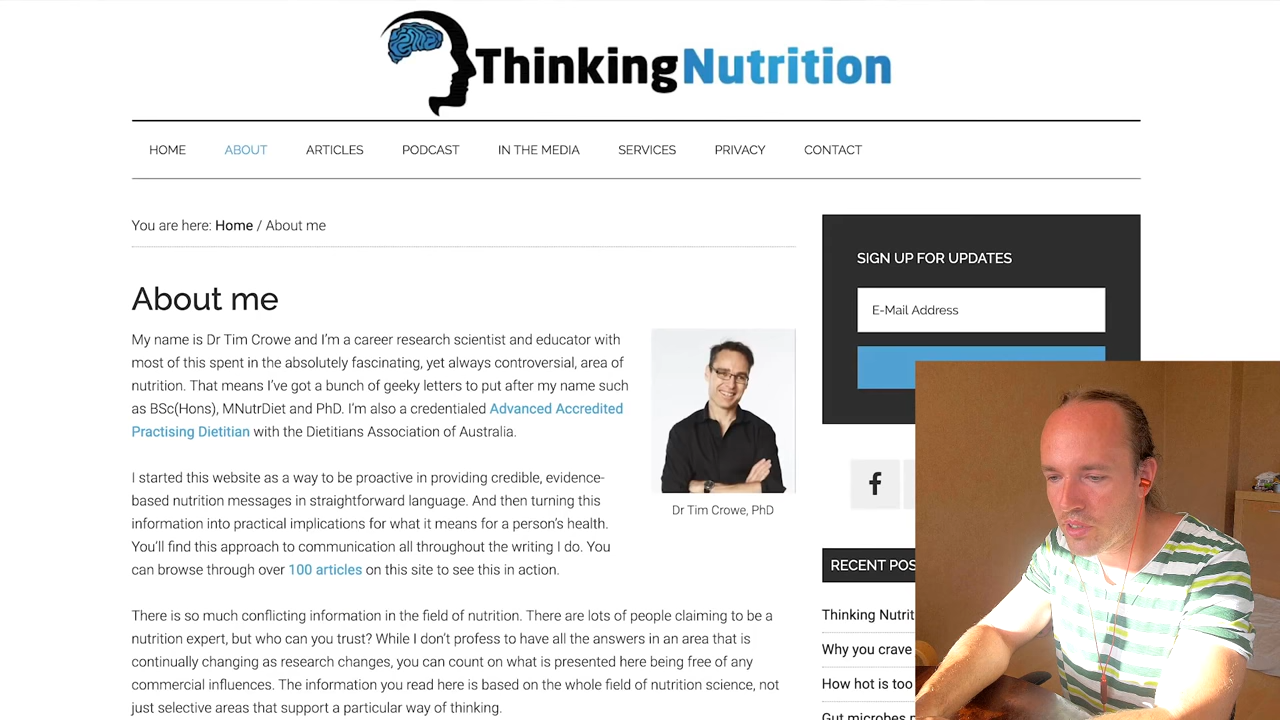 ThinkingNutrition
HOME ABOUT ARTICLES PODCAST IN THE MEDIA SERVICES PRIVACY CONTACT
You are here: Home / About me
About me
My name is Dr Tim Crowe and I’m a career research scientist and educator with
most of this spent in the absolutely fascinating, yet always controversial, area of
nutrition. That means I’ve got a bunch of geeky letters to put after my name such
as BSc(Hons), MNutrDiet and PhD. I’m also a credentialed Advanced Accredited
Practising Dietitian with the Dietitians Association of Australia.
Dr Tim Crowe, PhD
I started this website as a way to be proactive in providing credible, evidence-
based nutrition messages in straightforward language. And then turning this
information into practical implications for what it means for a person’s health.
You’ll find this approach to communication all throughout the writing I do. You
can browse through over 100 articles on this site to see this in action.
There is so much conflicting information in the field of nutrition. There are lots of people claiming to be a
nutrition expert, but who can you trust? While I don’t profess to have all the answers in an area that is
continually changing as research changes, you can count on what is presented here being free of any
commercial influences. The information you read here is based on the whole field of nutrition science, not
just selective areas that support a particular way of thinking.
SIGN UP FOR UPDATES
E-Mail Address
f
RECENT POS
Thinking Nutrit
Why you crave
How hot is too
Gut microbes